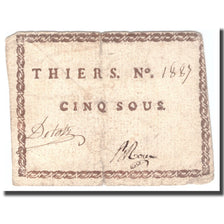 THIERS. Nº. 1887
CINQ SOUS.